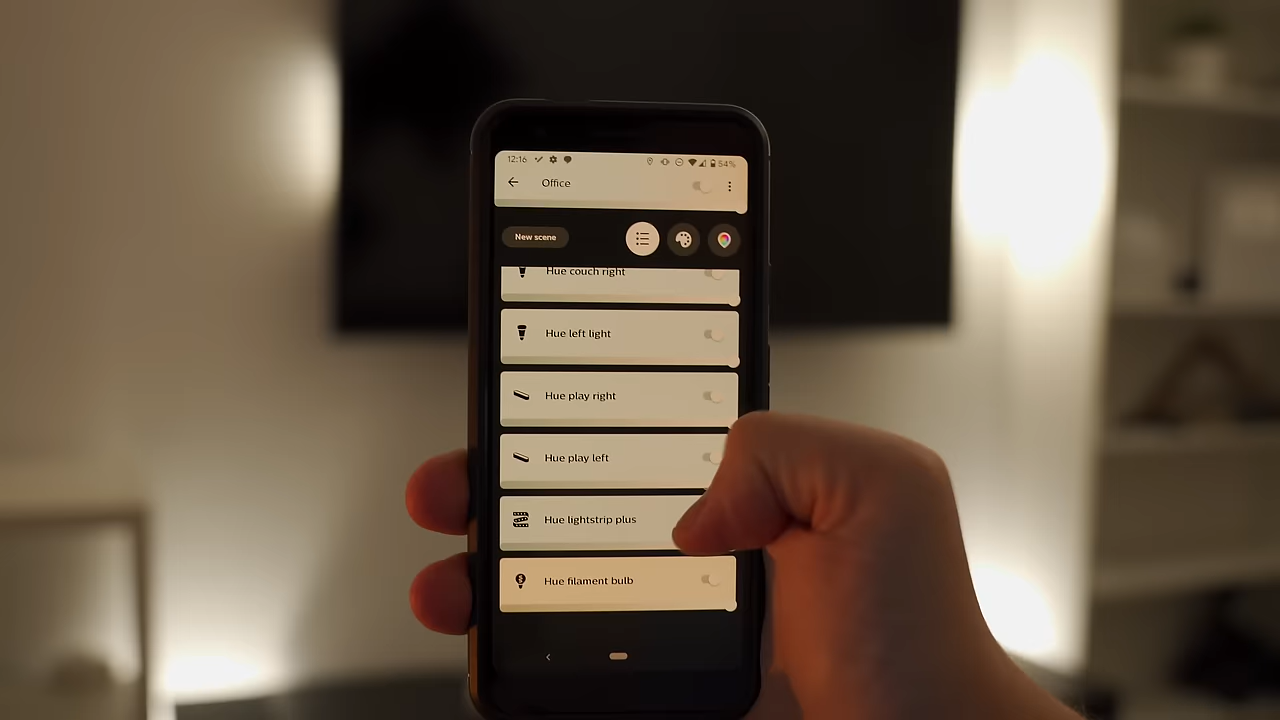 12:16 54%
Office
New scene
Hue couch right
Hue left light
Hue play right
Hue play left
Hue lightstrip plus
Hue filament bulb